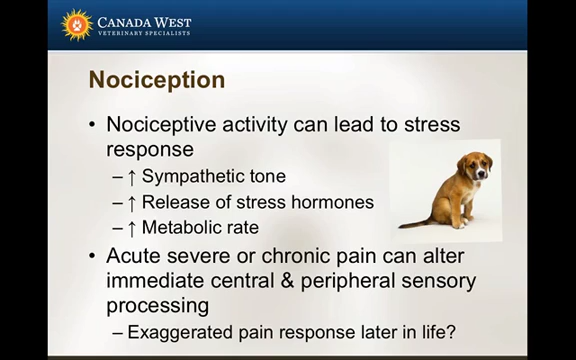 CANADA WEST
VETERINARY SPECIALISTS
Nociception
• Nociceptive activity can lead to stress
response
– ↑ Sympathetic tone
– ↑ Release of stress hormones
– ↑ Metabolic rate
• Acute severe or chronic pain can alter
immediate central & peripheral sensory
processing
– Exaggerated pain response later in life?